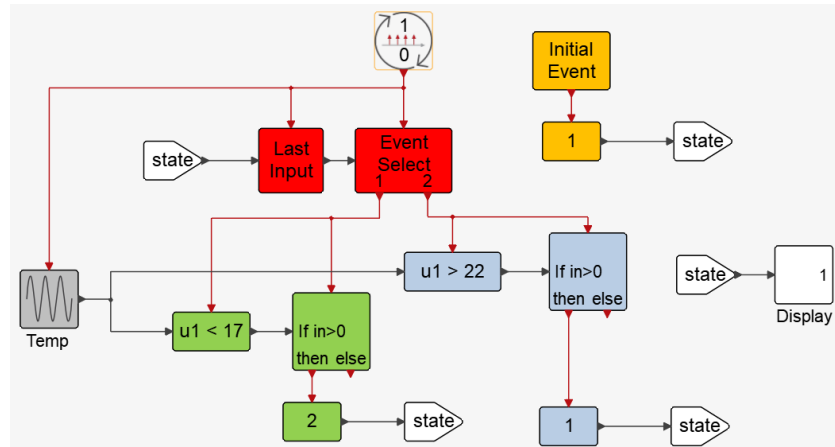 1
0
Initial
Event
state
Last
Input
Event
Select
1 2
1
state
Temp
u1 < 17
If in>0
then else
u1 > 22
If in>0
then else
state
1
Display
2
state
1
state